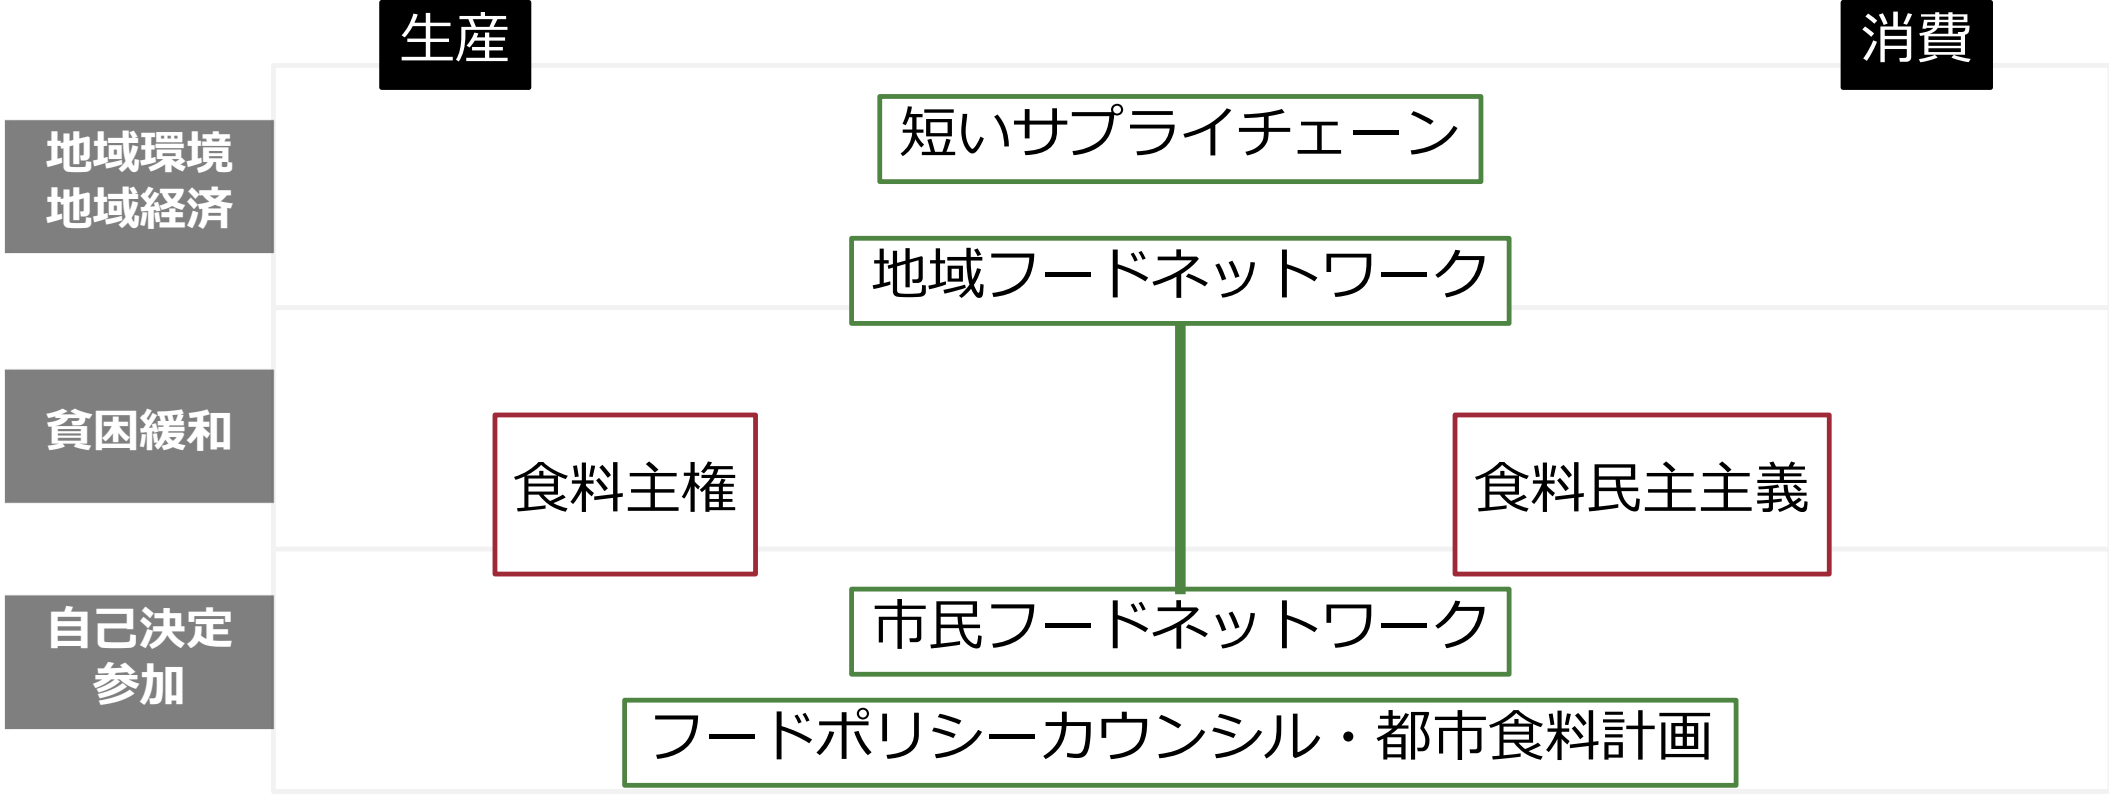 生産
消費
地域環境
地域経済
短いサプライチェーン
地域フードネットワーク
貧困緩和
食料主権
食料民主主義
自己決定
参加
市民フードネットワーク
フードポリシーカウンシル・都市食料計画